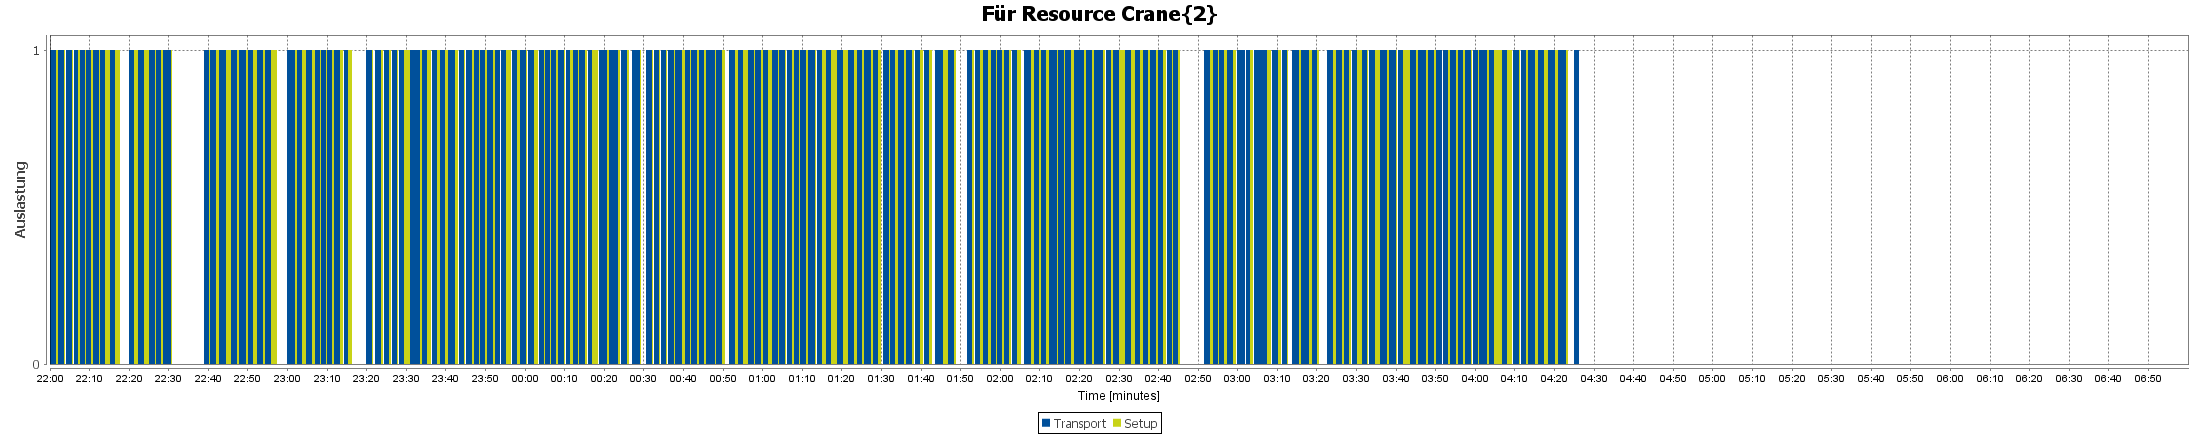 Für Resource Crane{2}
1
Auslastung
0
22:00 22:10 22:20 22:30 22:40 22:50 23:00 23:10 23:20 23:30 23:40 23:50 00:00 00:10 00:20 00:30 00:40 00:50 01:00 01:10 01:20 01:30 01:40 01:50 02:00 02:10 02:20 02:30 02:40 02:50 03:00 03:10 03:20 03:30 03:40 03:50 04:00 04:10 04:20 04:30 04:40 04:50 05:00 05:10 05:20 05:30 05:40 05:50 06:00 06:10 06:20 06:30 06:40 06:50
Time [minutes]
Transport Setup